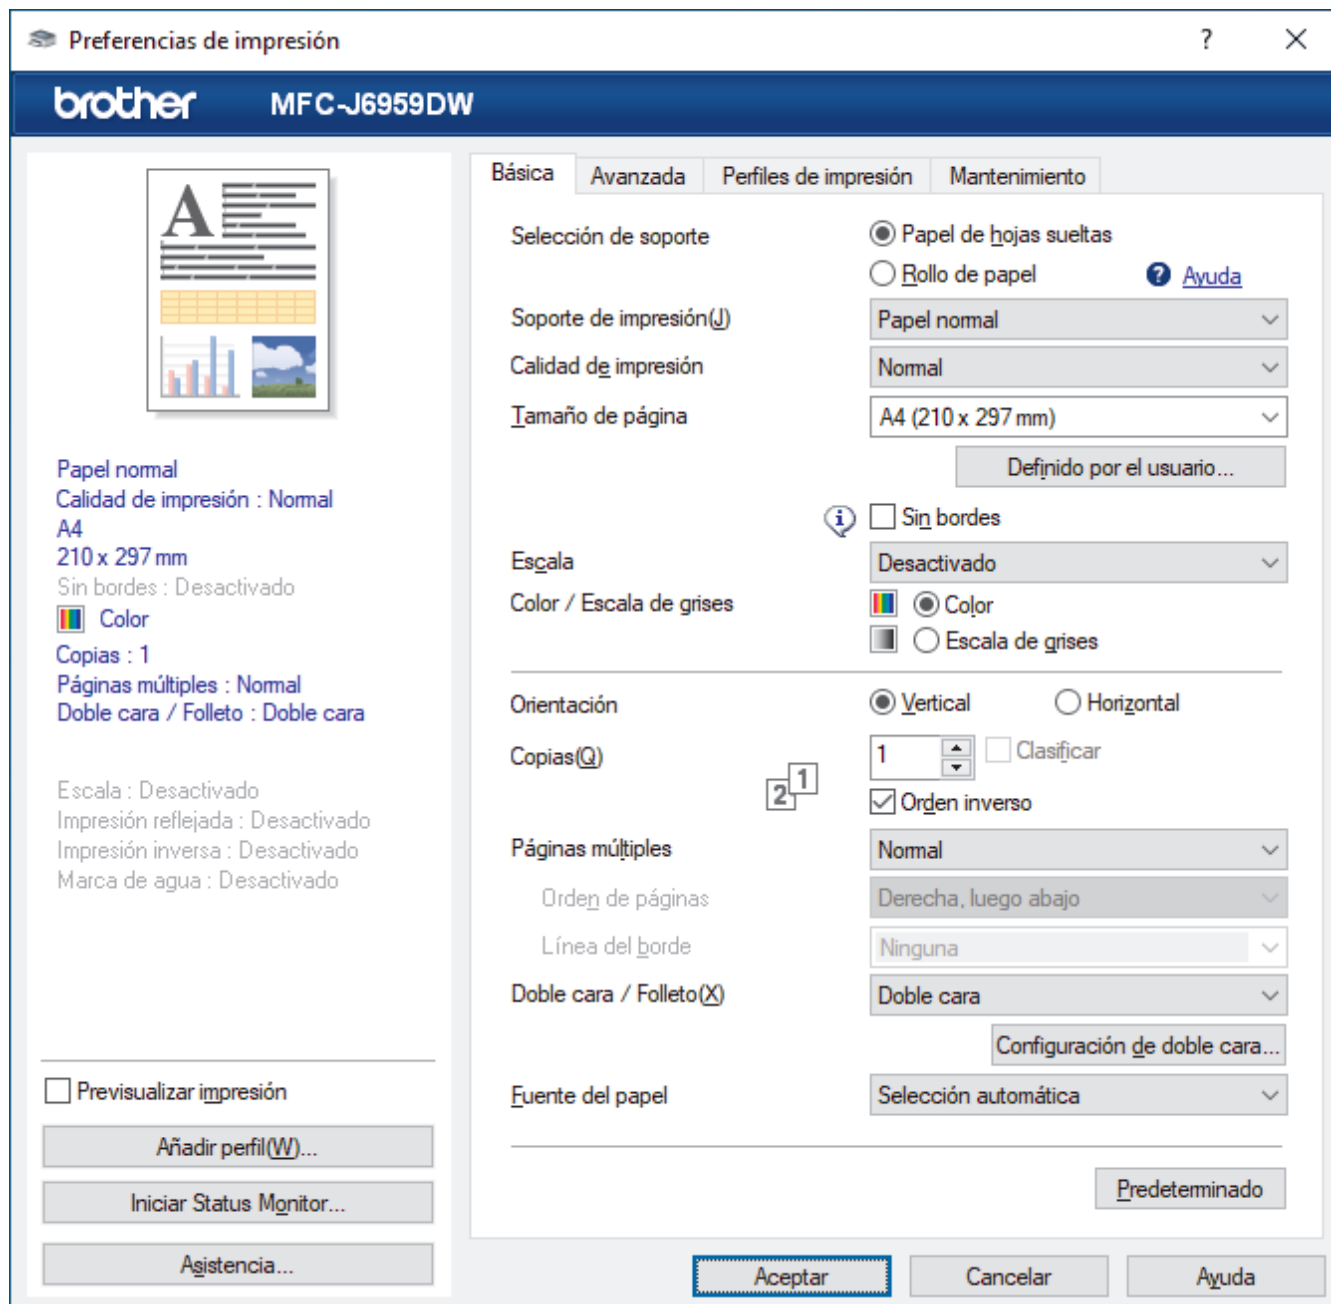 Preferencias de impresión
?
brother MFC-J6959DW
A
Papel normal
Calidad de impresión : Normal
A4
210 x 297 mm
Sin bordes : Desactivado
Color
Copias : 1
Páginas múltiples : Normal
Doble cara / Folleto : Doble cara
Escala : Desactivado
Impresión reflejada : Desactivado
Impresión inversa : Desactivado
Marca de agua : Desactivado
Previsualizar impresión
Añadir perfil(W)...
Iniciar Status Monitor...
Asistencia...
Básica Avanzada Perfiles de impresión Mantenimiento
Selección de soporte Papel de hojas sueltas
Rollo de papel ? Ayuda
Soporte de impresión(J) Papel normal
Calidad de impresión Normal
Tamaño de página A4 (210 x 297 mm)
Definido por el usuario...
i Sin bordes
Escala Desactivado
Color / Escala de grises Color
Escala de grises
Orientación Vertical Horizontal
Copias(Q) 1 Clasificar
2 1 Orden inverso
Páginas múltiples Normal
Orden de páginas Derecha, luego abajo
Línea del borde Ninguna
Doble cara / Folleto(X) Doble cara
Configuración de doble cara...
Fuente del papel Selección automática
Predeterminado
Aceptar Cancelar Ayuda